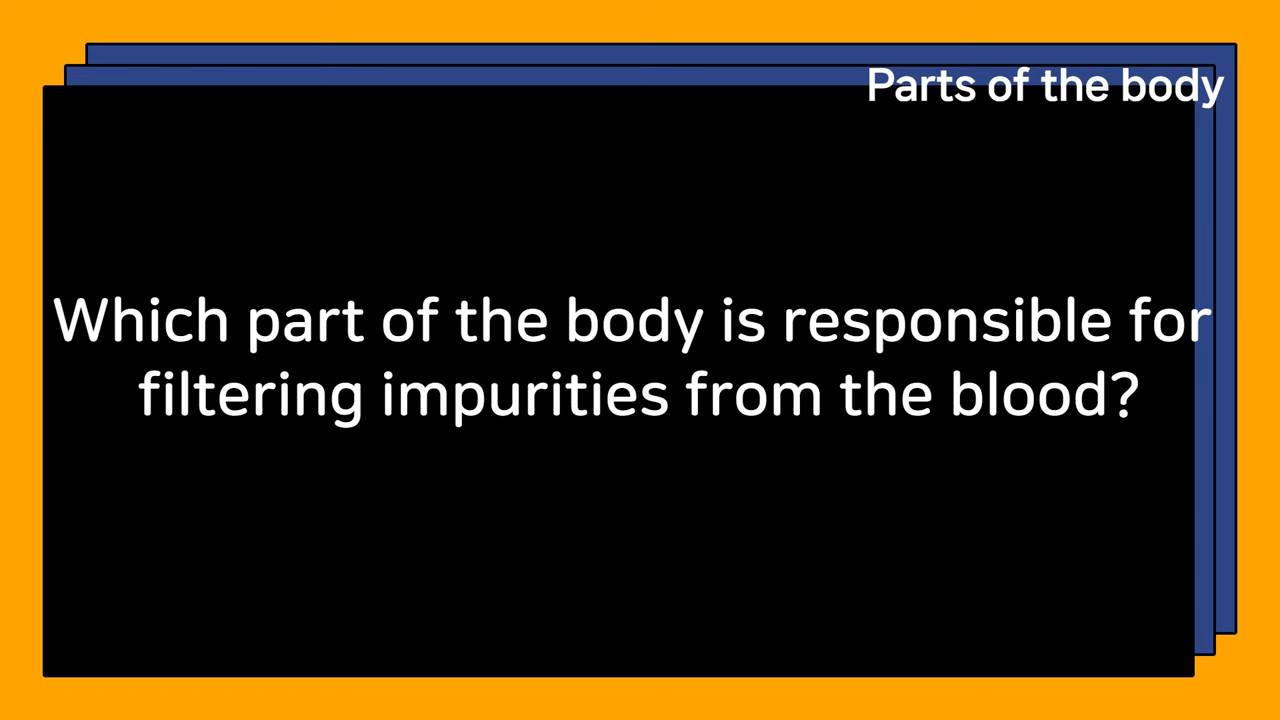 Parts of the body
Which part of the body is responsible for
filtering impurities from the blood?